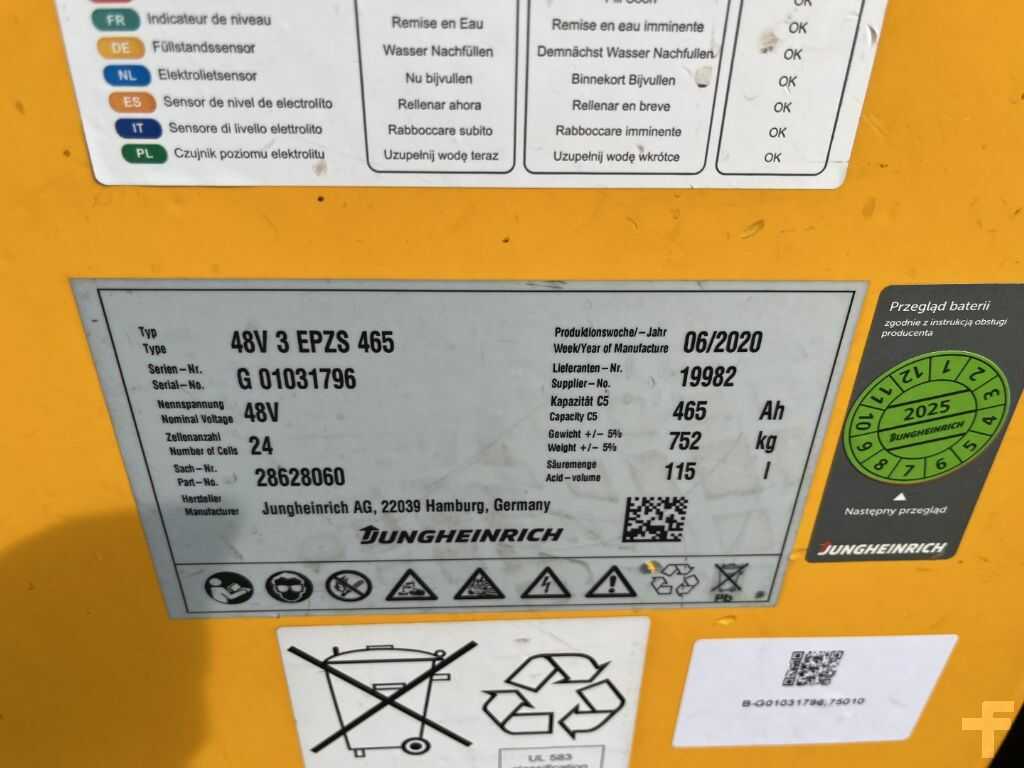 OK
FR Indicateur de niveau Remise en Eau Remise en eau imminente OK
DE Füllstandssensor Wasser Nachfüllen Demnächst Wasser Nachfullen OK
NL Elektrolietsensor Nu bijvullen Binnekort Bijvullen OK
ES Sensor de nivel de electrolito Rellenar ahora Rellenar en breve OK
IT Sensore di livello elettrolito Rabboccare subito Rabboccare imminente OK
PL Czujnik poziomu elektrolitu Uzupełnij wodę teraz Uzupełnij wodę wkrótce OK
Typ
Type 48V 3 EPZS 465
Serien-Nr.
Serial-No. G 01031796
Nennspannung
Nominal Voltage 48V
Zellenanzahl
Number of Cells 24
Sach-Nr.
Part-No. 28628060
Hersteller
Manufacturer Jungheinrich AG, 22039 Hamburg, Germany
JUNGHEINRICH
Produktionswoche/-Jahr
Week/Year of Manufacture 06/2020
Lieferanten-Nr.
Supplier-No. 19982
Kapazität C5
Capacity C5 465 Ah
Gewicht +/- 5%
Weight +/- 5% 752 kg
Säuremenge
Acid-volume 115 l
Pb
Przegląd baterii
zgodnie z instrukcją obsługi
producenta
1 2 3 4 5 6 7 8 9 10 11 12
2025
JUNGHEINRICH
Następny przegląd
JUNGHEINRICH
UL 583
B-G01031796,75010